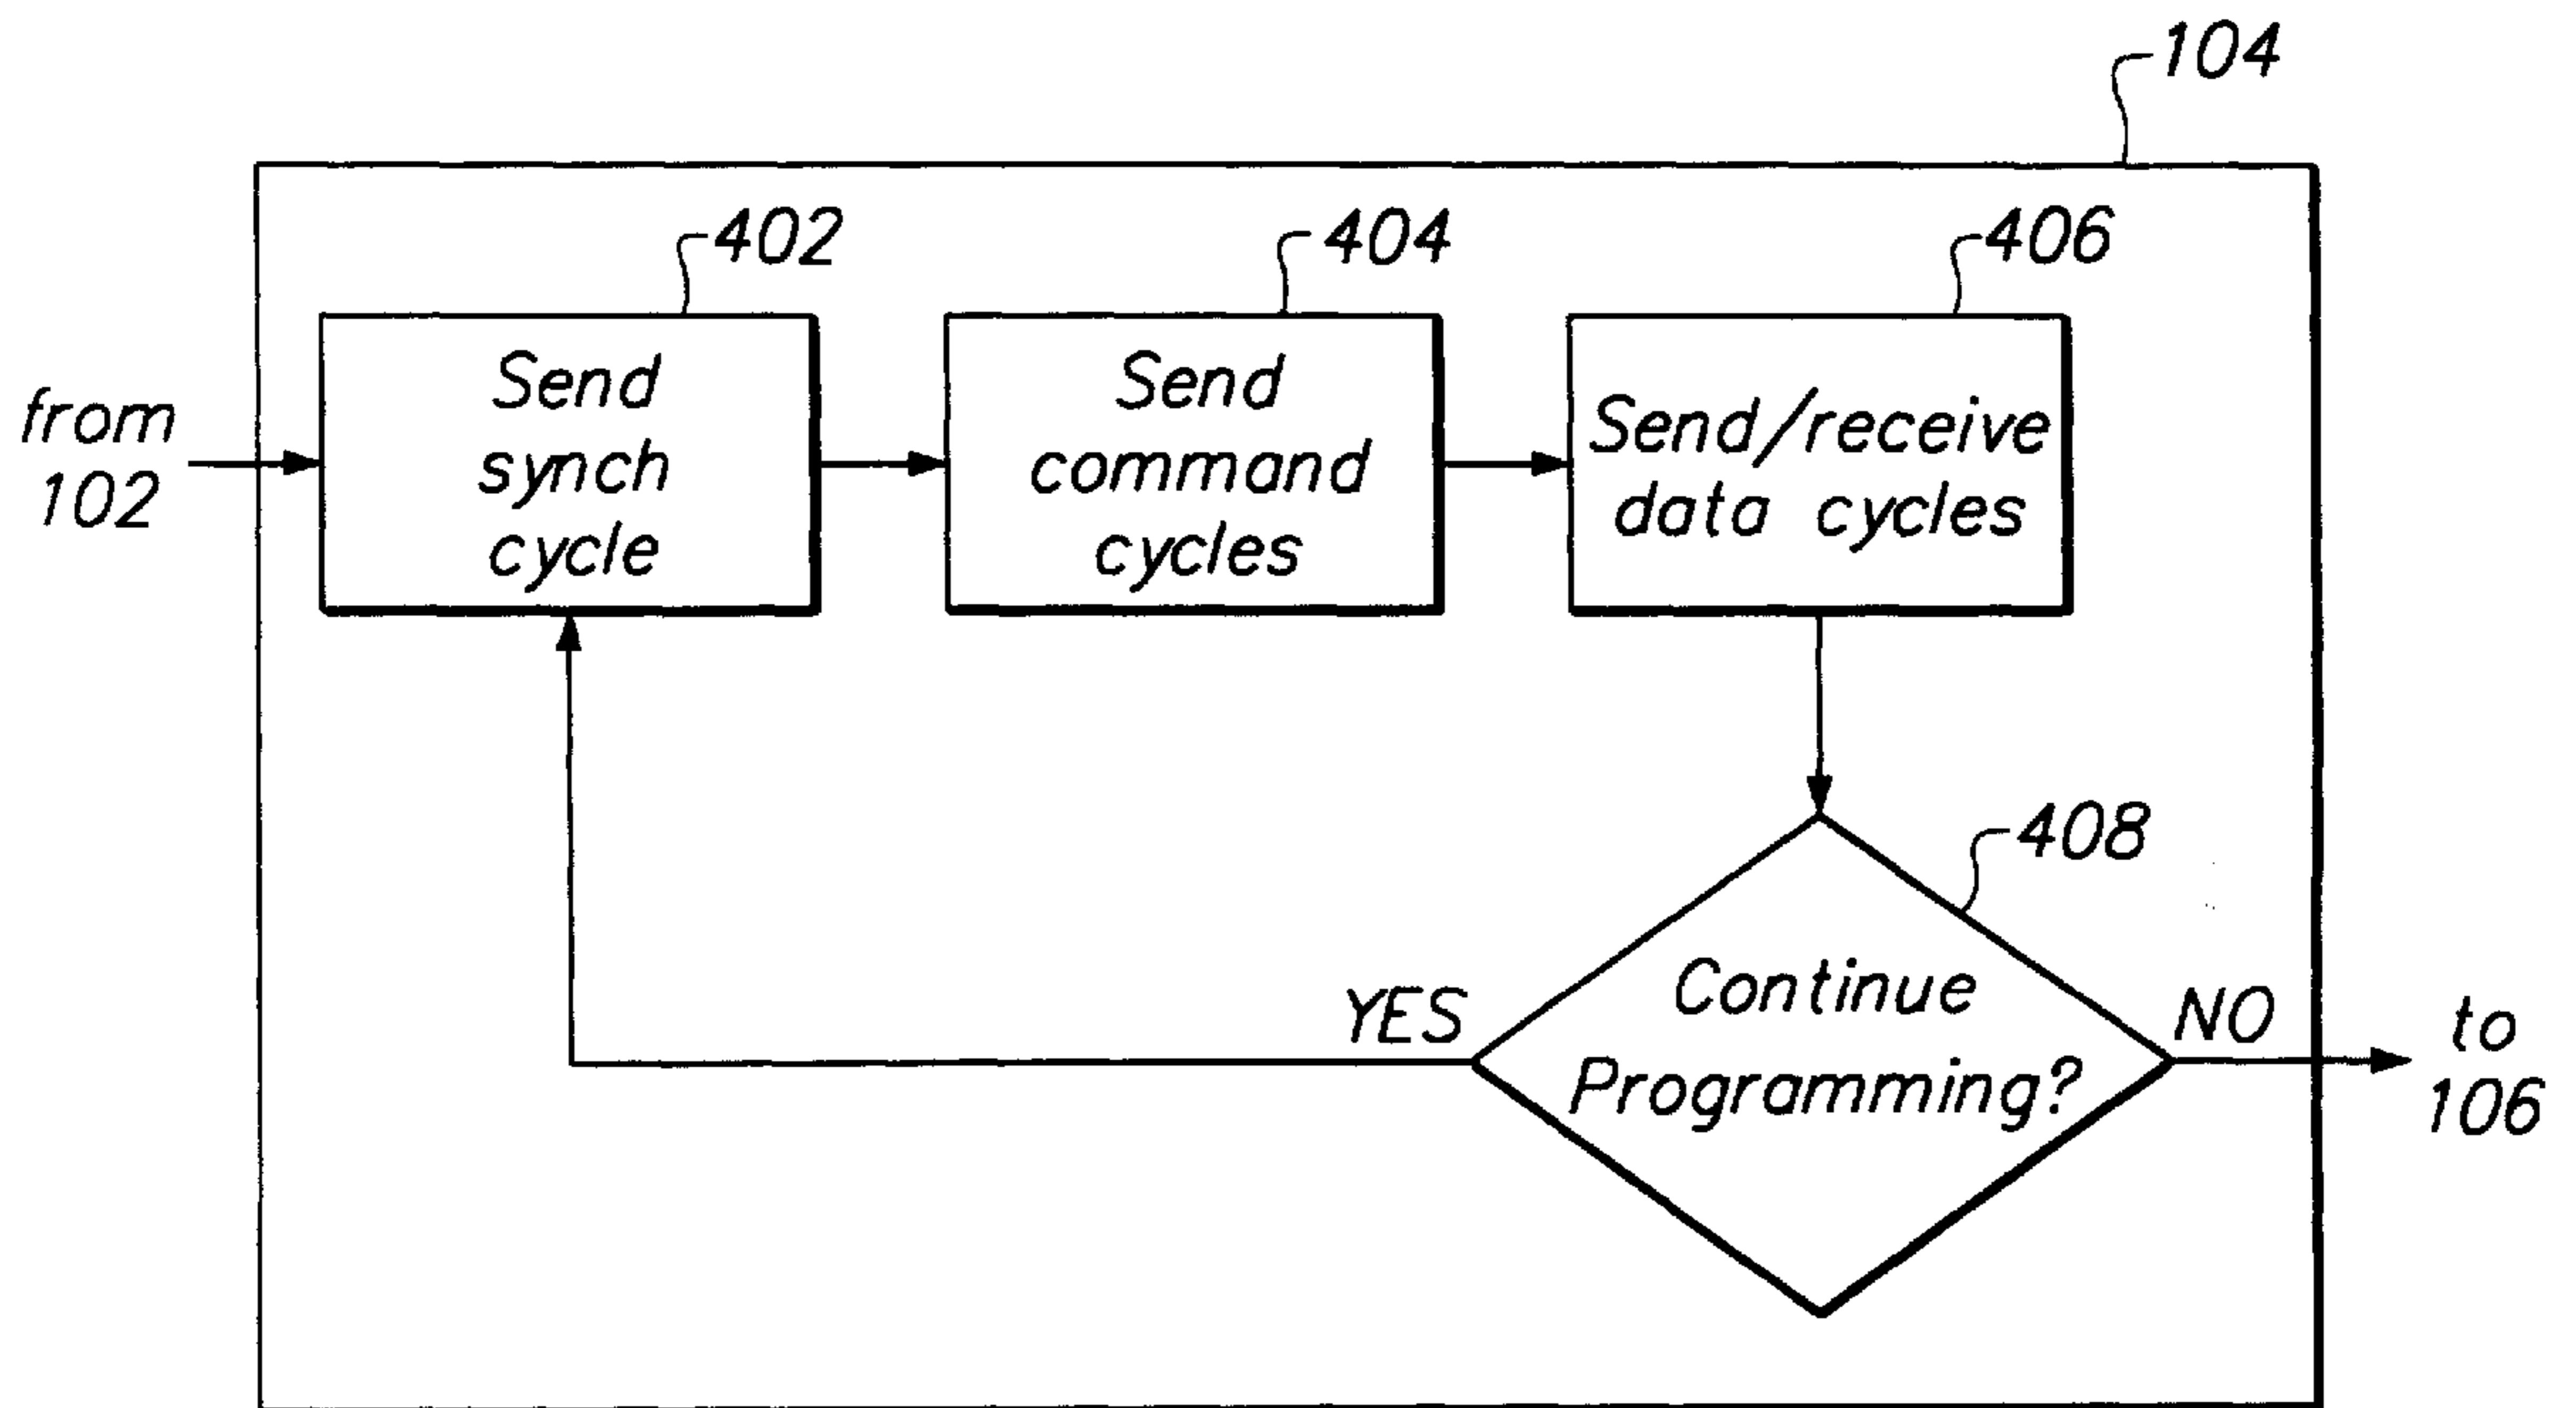 104
402
404
406
from
102
Send
synch
cycle
Send
command
cycles
Send/receive
data cycles
408
YES
Continue
Programming?
NO
to
106